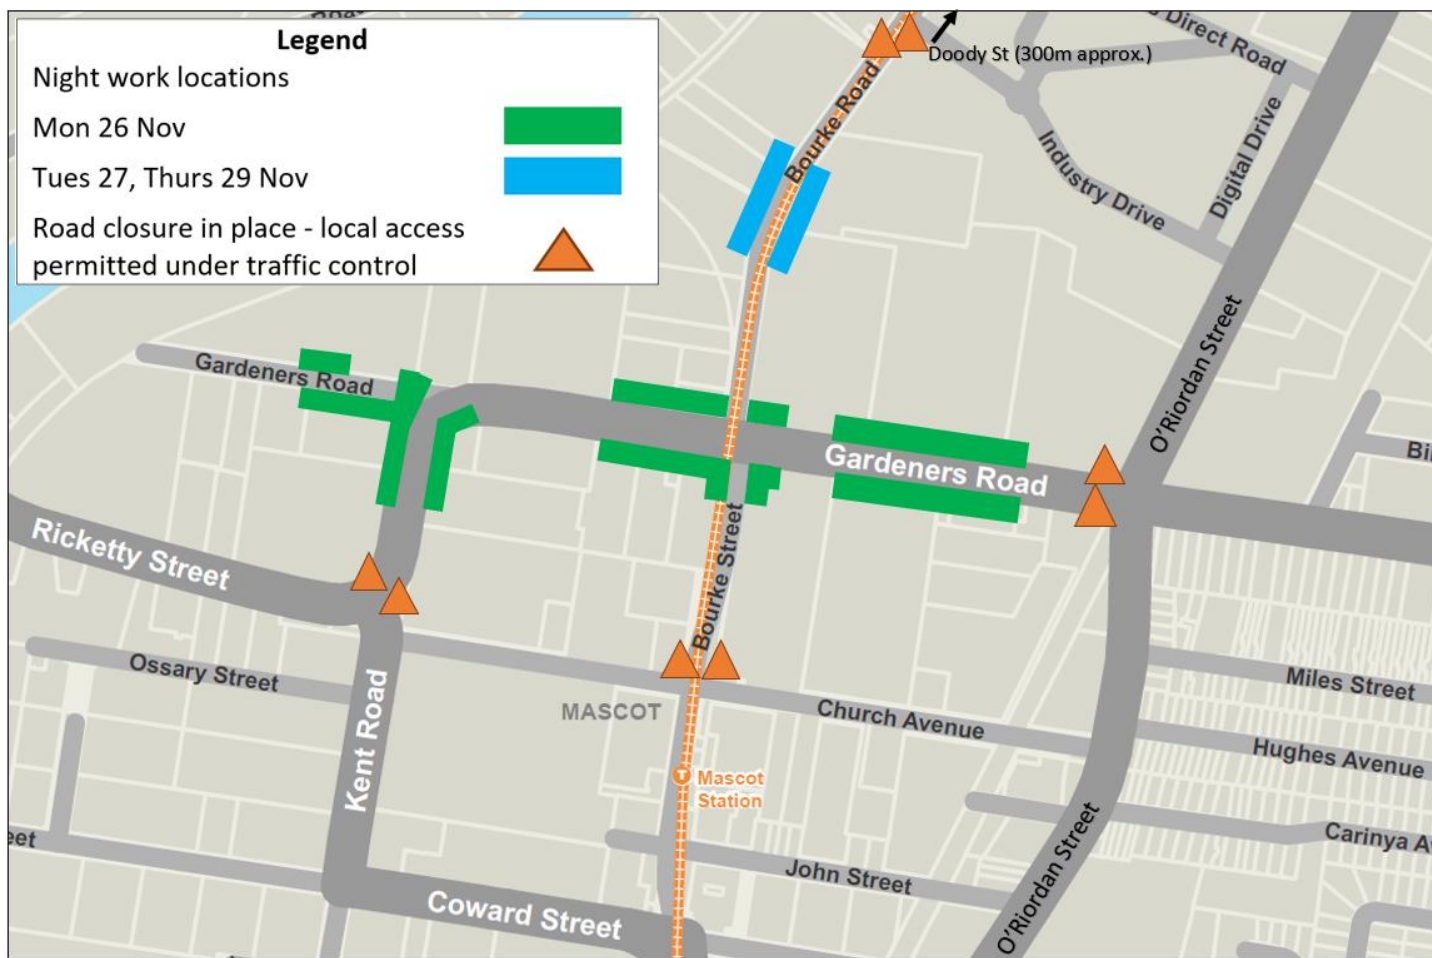 Legend
Night work locations
Mon 26 Nov
Tues 27, Thurs 29 Nov
Road closure in place - local access
permitted under traffic control
Road
Direct Road
Doody St (300m approx.)
Bourke Road
Digital Drive
Industry Drive
O'Riordan Street
Gardeners Road
Gardeners Road
Bi
Ricketty Street
Bourke Street
Ossary Street
MASCOT
Church Avenue
Miles Street
Hughes Avenue
Kent Road
Mascot
Station
T
Carinya A
eet
John Street
O'Riordan Street
Coward Street